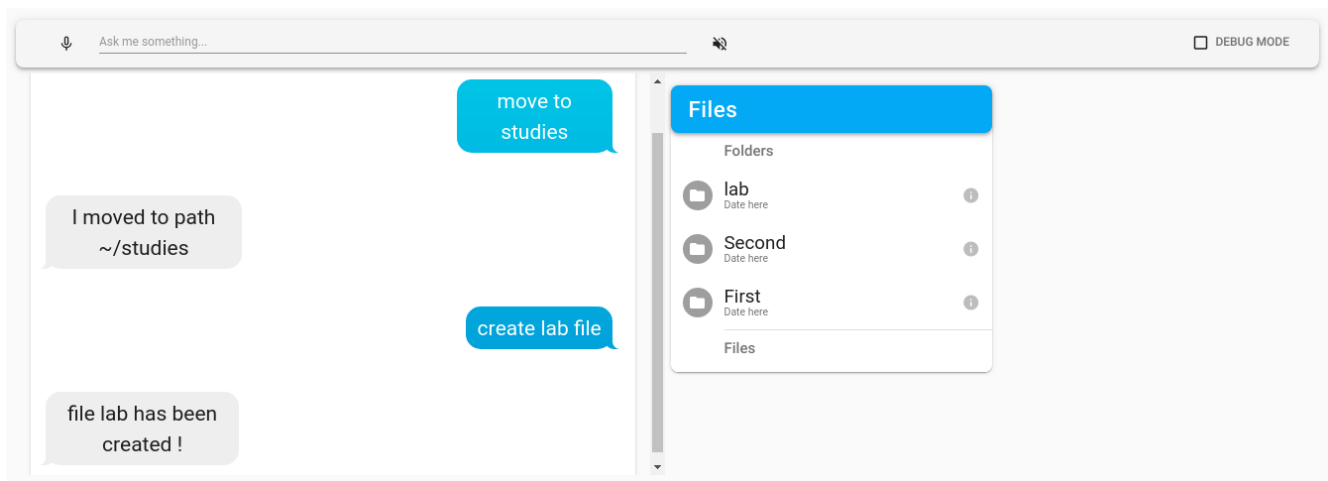 Ask me something...
DEBUG MODE
move to
studies
I moved to path
~/studies
create lab file
file lab has been
created !
Files
Folders
lab
Date here
Second
Date here
First
Date here
Files